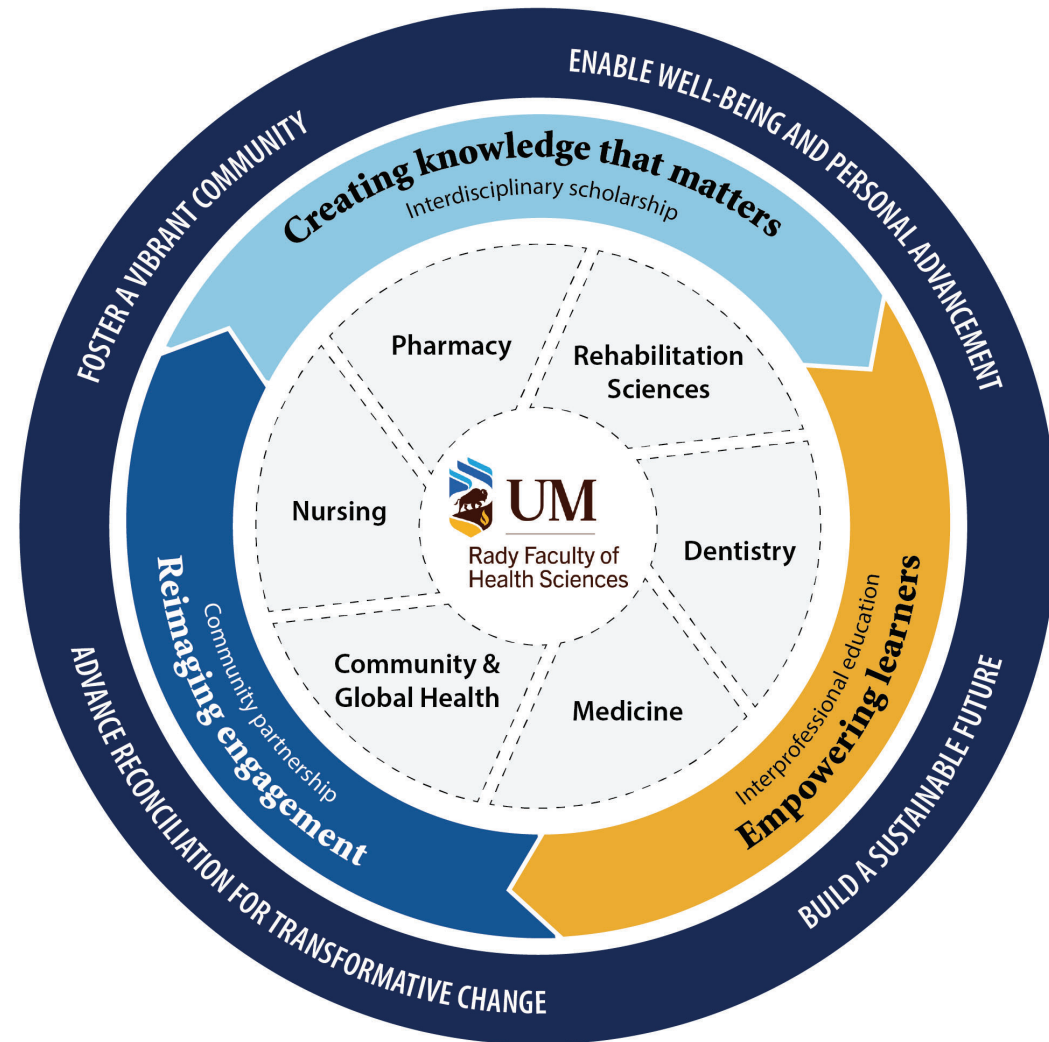 FOSTER A VIBRANT COMMUNITY
ENABLE WELL-BEING AND PERSONAL ADVANCEMENT
BUILD A SUSTAINABLE FUTURE
ADVANCE RECONCILIATION FOR TRANSFORMATIVE CHANGE
Creating knowledge that matters
Interdisciplinary scholarship
Empowering learners
Interprofessional education
Reimaging engagement
Community partnership
Pharmacy
Rehabilitation
Sciences
Dentistry
Medicine
Community &
Global Health
Nursing
UM
Rady Faculty of
Health Sciences